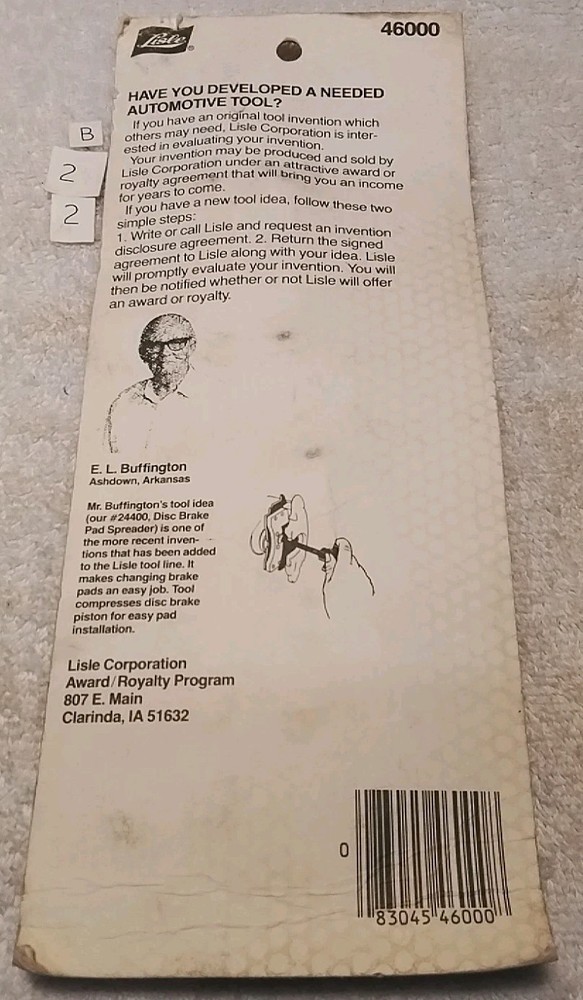 Lisle®
46000
HAVE YOU DEVELOPED A NEEDED
AUTOMOTIVE TOOL?
If you have an original tool invention which
others may need, Lisle Corporation is inter-
ested in evaluating your invention.
Your invention may be produced and sold by
Lisle Corporation under an attractive award or
royalty agreement that will bring you an income
for years to come.
If you have a new tool idea, follow these two
simple steps:
1. Write or call Lisle and request an invention
disclosure agreement. 2. Return the signed
agreement to Lisle along with your idea. Lisle
will promptly evaluate your invention. You will
then be notified whether or not Lisle will offer
an award or royalty.
B
2
2
E. L. Buffington
Ashdown, Arkansas
Mr. Buffington's tool idea
(our #24400, Disc Brake
Pad Spreader) is one of
the more recent inven-
tions that has been added
to the Lisle tool line. It
makes changing brake
pads an easy job. Tool
compresses disc brake
piston for easy pad
installation.
Lisle Corporation
Award/Royalty Program
807 E. Main
Clarinda, IA 51632
0 83045 46000